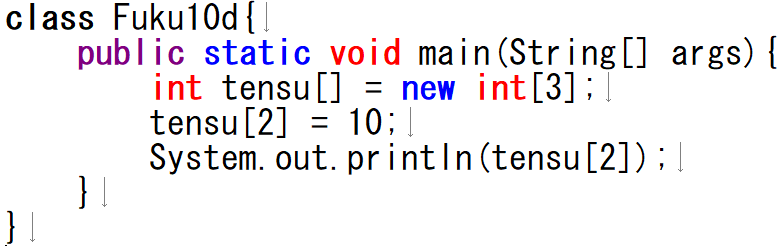 class Fuku10d{↓
    public static void main(String[] args){
        int tensu[] = new int[3];↓
        tensu[2] = 10;↓
        System.out.println(tensu[2]);↓
    }↓
}↓